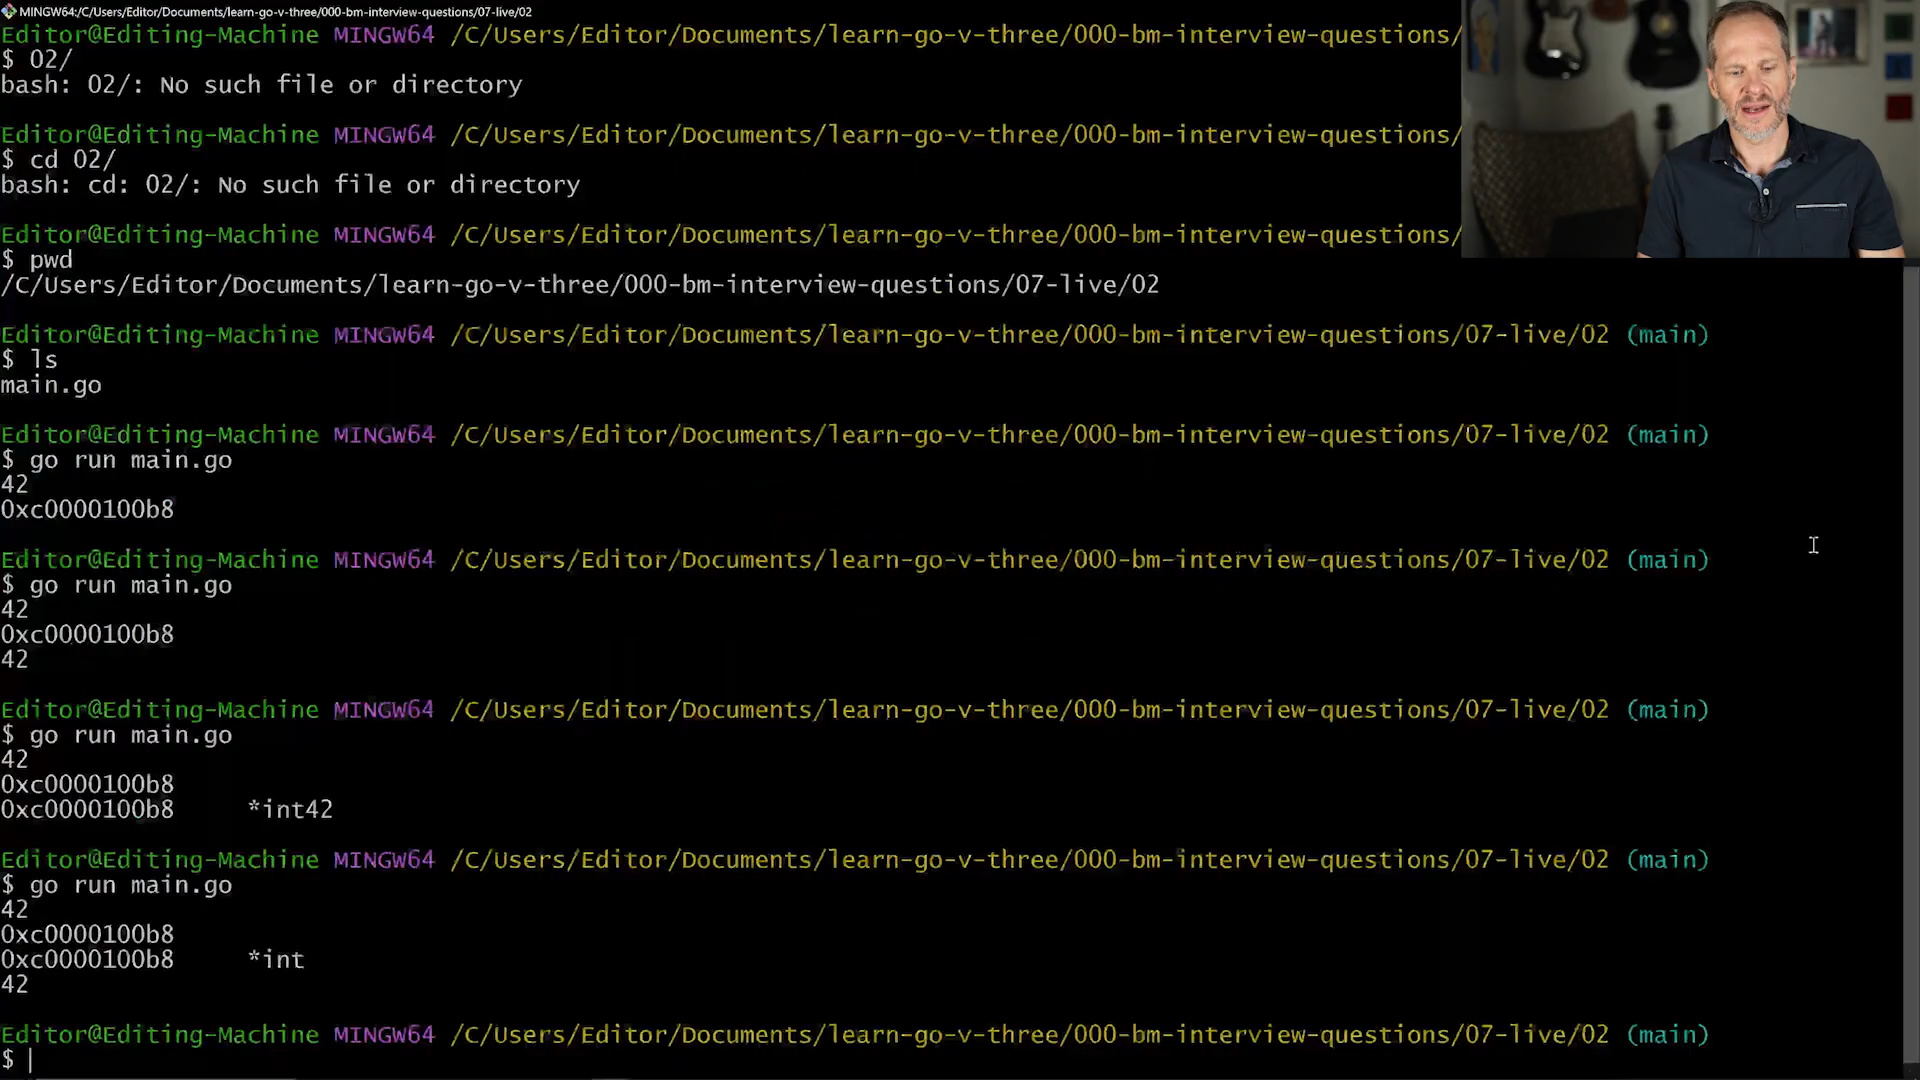 MINGW64:/C/Users/Editor/Documents/learn-go-v-three/000-bm-interview-questions/07-live/02
Editor@Editing-Machine MINGW64 /C/Users/Editor/Documents/learn-go-v-three/000-bm-interview-questions/
$ 02/
bash: 02/: No such file or directory
Editor@Editing-Machine MINGW64 /C/Users/Editor/Documents/learn-go-v-three/000-bm-interview-questions/
$ cd 02/
bash: cd: 02/: No such file or directory
Editor@Editing-Machine MINGW64 /C/Users/Editor/Documents/learn-go-v-three/000-bm-interview-questions/
$ pwd
/C/Users/Editor/Documents/learn-go-v-three/000-bm-interview-questions/07-live/02
Editor@Editing-Machine MINGW64 /C/Users/Editor/Documents/learn-go-v-three/000-bm-interview-questions/07-live/02 (main)
$ ls
main.go
Editor@Editing-Machine MINGW64 /C/Users/Editor/Documents/learn-go-v-three/000-bm-interview-questions/07-live/02 (main)
$ go run main.go
42
0xc0000100b8
Editor@Editing-Machine MINGW64 /C/Users/Editor/Documents/learn-go-v-three/000-bm-interview-questions/07-live/02 (main)
$ go run main.go
42
0xc0000100b8
42
Editor@Editing-Machine MINGW64 /C/Users/Editor/Documents/learn-go-v-three/000-bm-interview-questions/07-live/02 (main)
$ go run main.go
42
0xc0000100b8
0xc0000100b8     *int42
Editor@Editing-Machine MINGW64 /C/Users/Editor/Documents/learn-go-v-three/000-bm-interview-questions/07-live/02 (main)
$ go run main.go
42
0xc0000100b8
0xc0000100b8     *int
42
Editor@Editing-Machine MINGW64 /C/Users/Editor/Documents/learn-go-v-three/000-bm-interview-questions/07-live/02 (main)
$